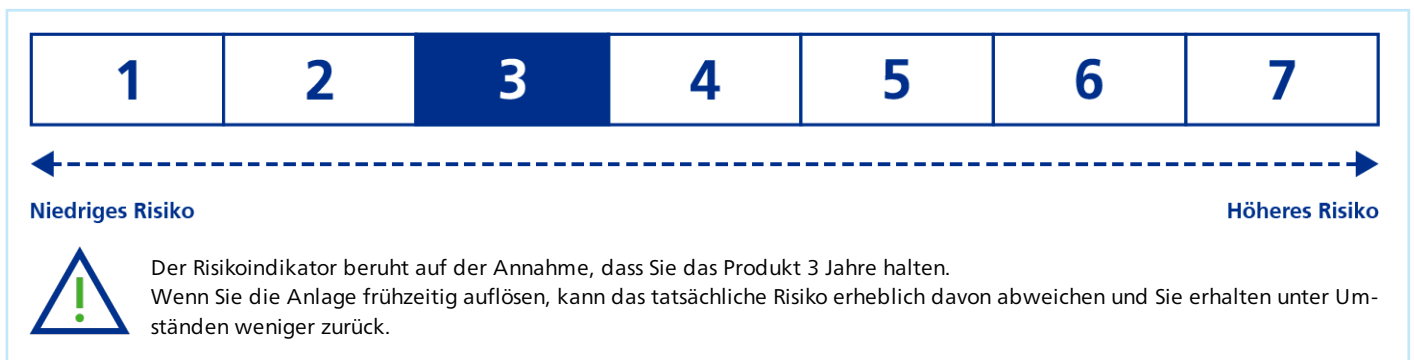 1 2 3 4 5 6 7
Niedriges Risiko Höheres Risiko
Der Risikoindikator beruht auf der Annahme, dass Sie das Produkt 3 Jahre halten.
Wenn Sie die Anlage frühzeitig auflösen, kann das tatsächliche Risiko erheblich davon abweichen und Sie erhalten unter Um-
ständen weniger zurück.